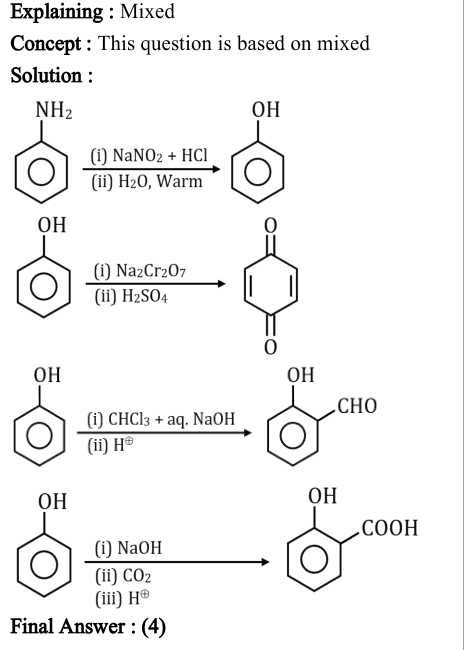 Explaining : Mixed
Concept : This question is based on mixed
Solution :
NH₂
OH
(i) NaNO₂ + HCl
(ii) H₂O, Warm
OH
O
(i) Na₂Cr₂O₇
(ii) H₂SO₄
O
OH
OH
CHO
(i) CHCl₃ + aq. NaOH
(ii) H⊕
OH
OH
COOH
(i) NaOH
(ii) CO₂
(iii) H⊕
Final Answer : (4)